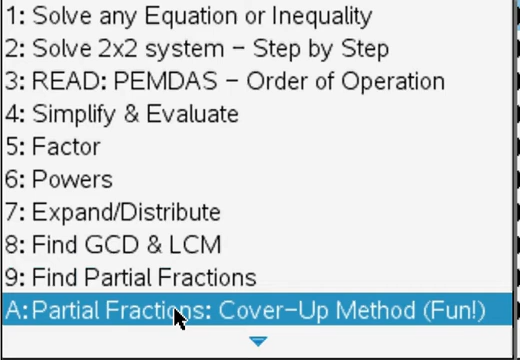 1: Solve any Equation or Inequality
2: Solve 2x2 system – Step by Step
3: READ: PEMDAS – Order of Operation
4: Simplify & Evaluate
5: Factor
6: Powers
7: Expand/Distribute
8: Find GCD & LCM
9: Find Partial Fractions
A: Partial Fractions: Cover-Up Method (Fun!)